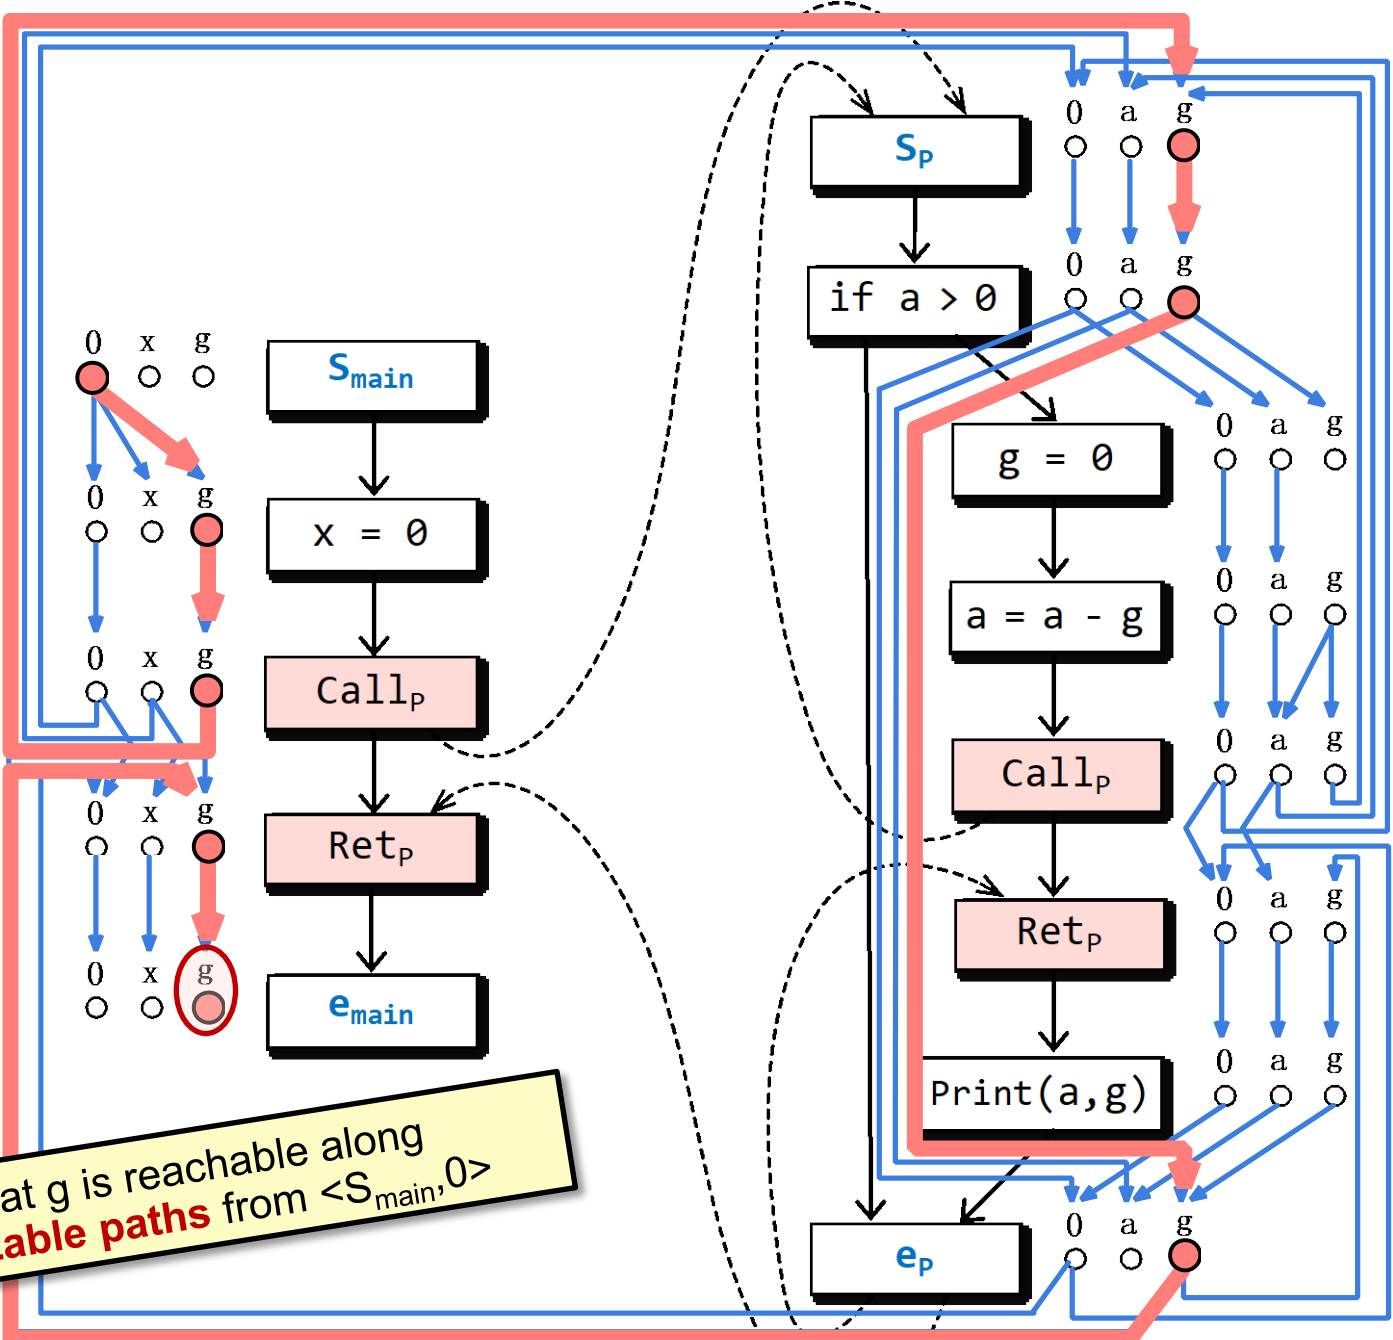 0 a g
S_P
0 a g
if a > 0
0 x g
S_main
0 a g
g = 0
0 x g
x = 0
0 a g
a = a - g
0 x g
Call_P
0 a g
Call_P
0 x g
Ret_P
0 a g
Ret_P
0 x g
e_main
0 a g
Print(a,g)
at g is reachable along
paths from <S_main,0>
0 a g
e_P